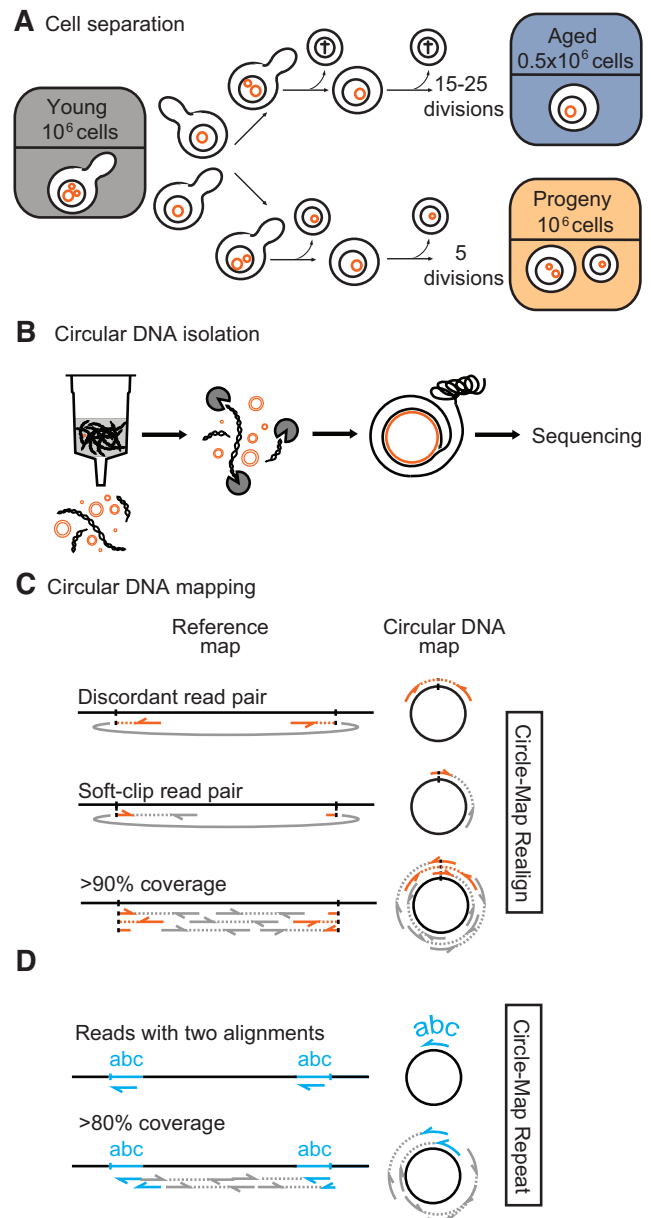 A Cell separation
Young
10⁶ cells
15-25
divisions
Aged
0.5x10⁶ cells
5
divisions
Progeny
10⁶ cells
B Circular DNA isolation
Sequencing
C Circular DNA mapping
Reference
map
Circular DNA
map
Discordant read pair
Soft-clip read pair
>90% coverage
Circle-Map Realign
D
Reads with two alignments
abc
abc
abc
>80% coverage
abc
abc
Circle-Map Repeat